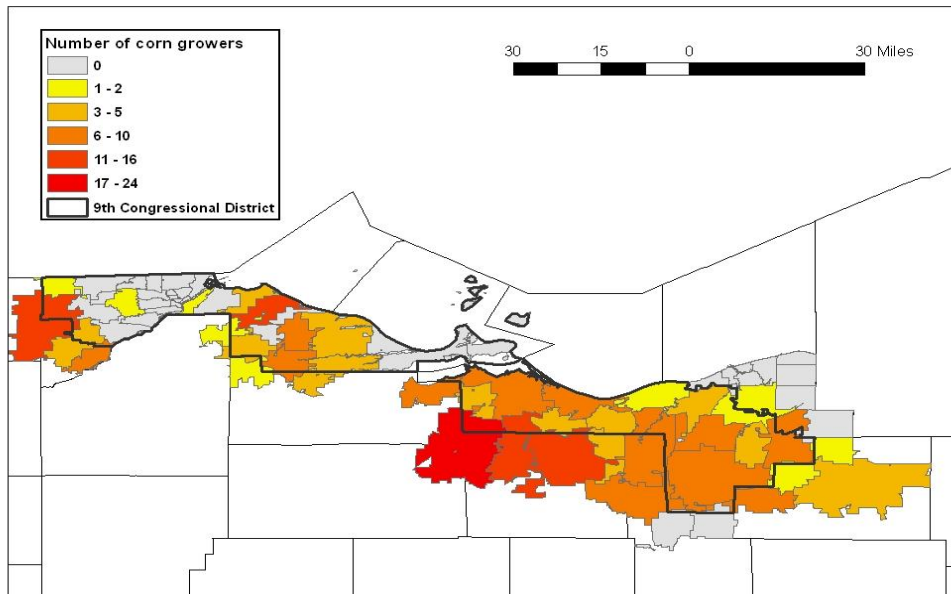 Number of corn growers
0
1 - 2
3 - 5
6 - 10
11 - 16
17 - 24
9th Congressional District
30 15 0 30 Miles